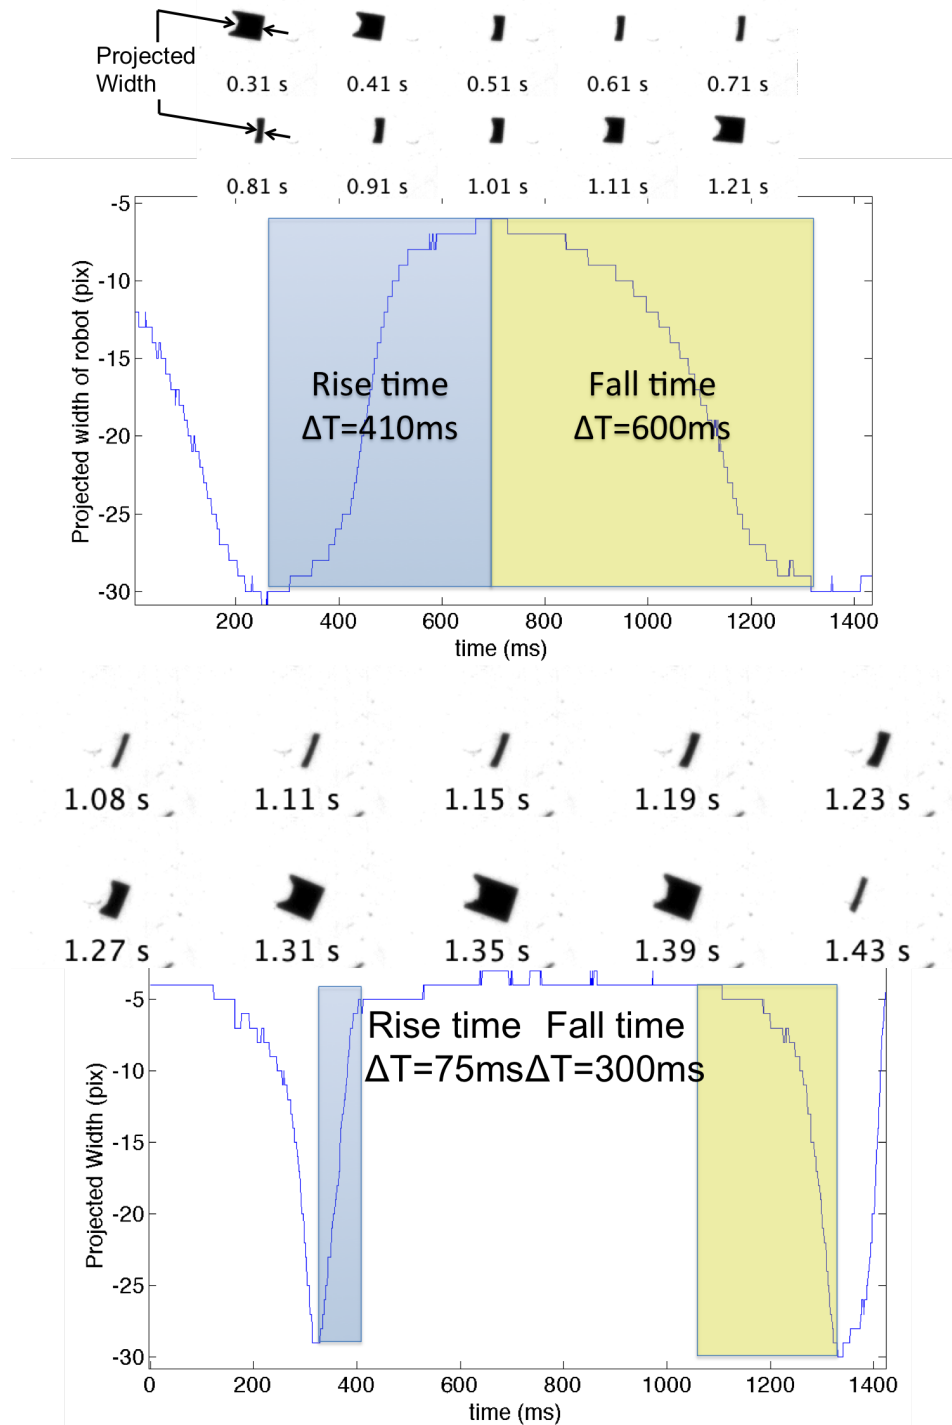 Projected
Width
0.31 s 0.41 s 0.51 s 0.61 s 0.71 s
0.81 s 0.91 s 1.01 s 1.11 s 1.21 s
-5
-10
-15
-20
-25
-30
Projected width of robot (pix)
Rise time
ΔT=410ms
Fall time
ΔT=600ms
200 400 600 800 1000 1200 1400
time (ms)
1.08 s 1.11 s 1.15 s 1.19 s 1.23 s
1.27 s 1.31 s 1.35 s 1.39 s 1.43 s
-5
-10
-15
-20
-25
-30
Projected Width (pix)
Rise time Fall time
ΔT=75ms ΔT=300ms
0 200 400 600 800 1000 1200 1400
time (ms)